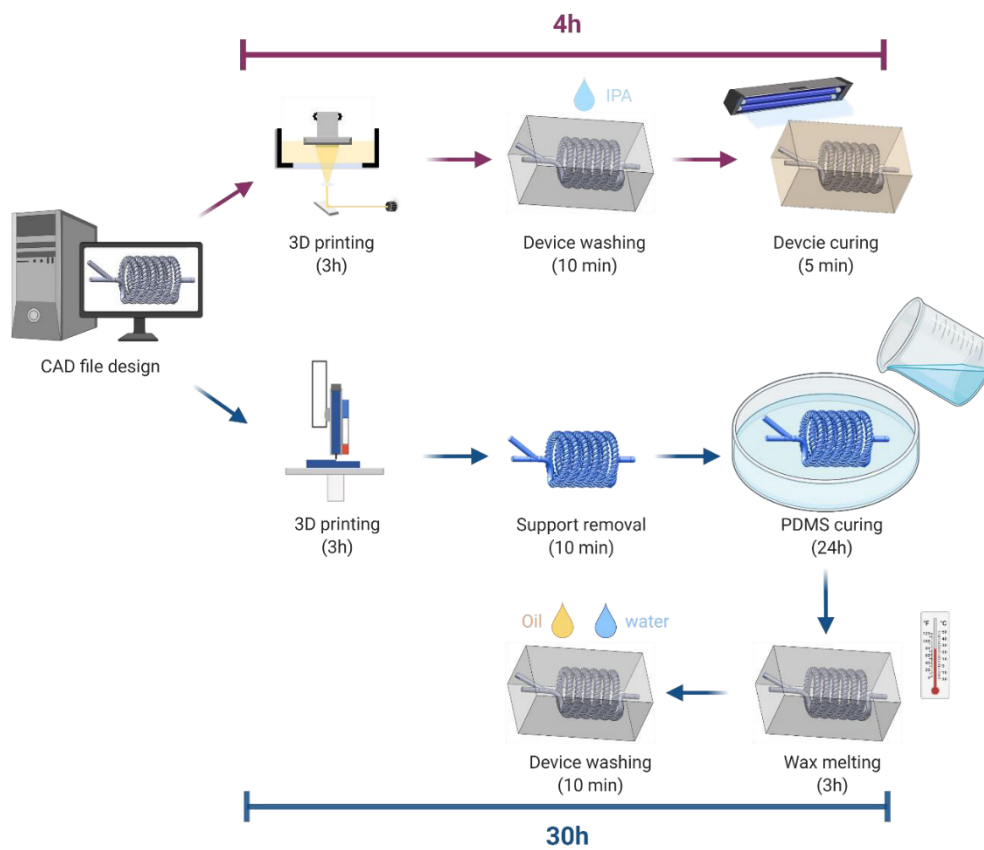 4h
IPA
3D printing
(3h)
Device washing
(10 min)
Devcie curing
(5 min)
CAD file design
3D printing
(3h)
Support removal
(10 min)
PDMS curing
(24h)
Oil
water
°F
°C
Device washing
(10 min)
Wax melting
(3h)
30h